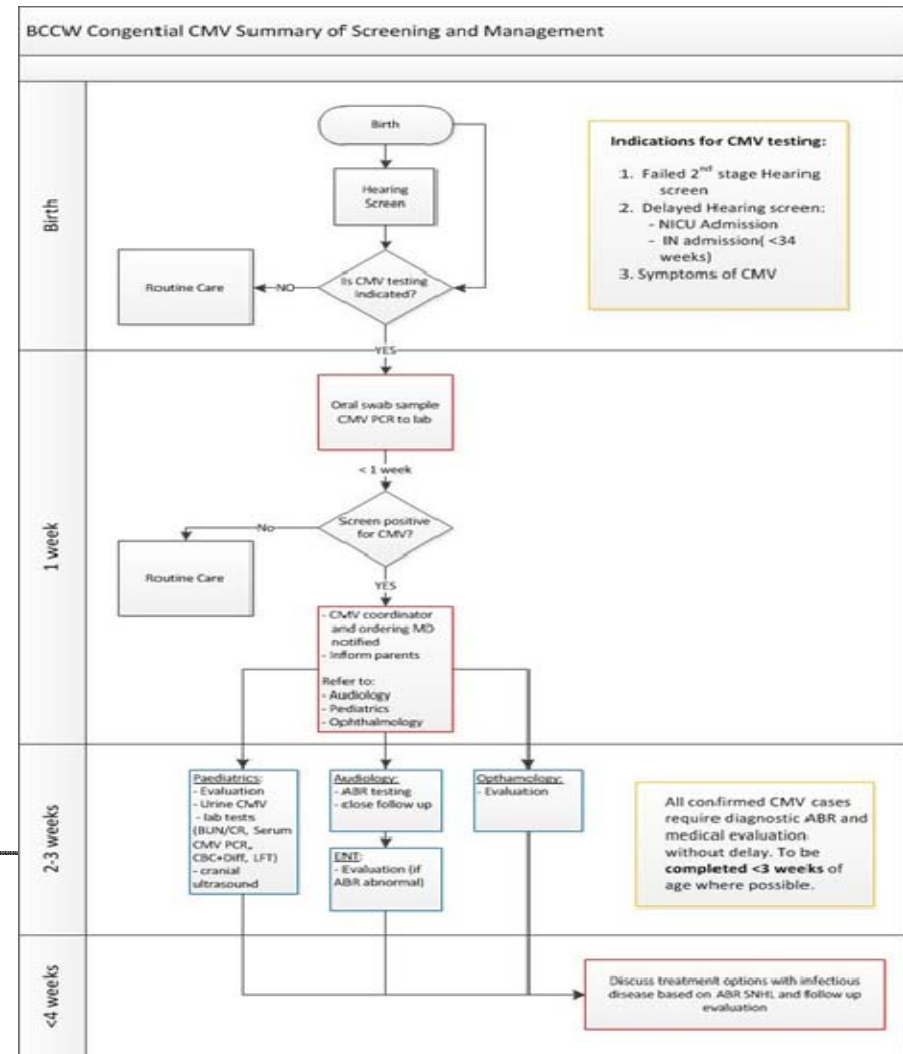 BCCW Congential CMV Summary of Screening and Management
Birth
Birth
Hearing
Screen
Is CMV testing
Indicated?
NO
Routine Care
YES
Indications for CMV testing:
1. Failed 2nd stage Hearing
screen
2. Delayed Hearing screen:
- NICU Admission
- IN admission( <34
weeks)
3. Symptoms of CMV
1 week
Oral swab sample
CMV PCR to lab
< 1 week
Screen positive
for CMV?
No
Routine Care
YES
- CMV coordinator
and ordering MD
notified
- Inform parents
Refer to:
- Audiology
- Pediatrics
- Ophthalmology
2-3 weeks
Paediatrics:
- Evaluation
- Urine CMV
- lab tests
(BUN/CR, Serum
CMV PCR,
CBC+Diff, LFT)
- cranial
ultrasound
Audiology:
- ABR testing
- close follow up
ENT:
- Evaluation (if
ABR abnormal)
Opthamology:
- Evaluation
All confirmed CMV cases
require diagnostic ABR and
medical evaluation
without delay. To be
completed <3 weeks of
age where possible.
<4 weeks
Discuss treatment options with infectious
disease based on ABR SNHL and follow up
evaluation